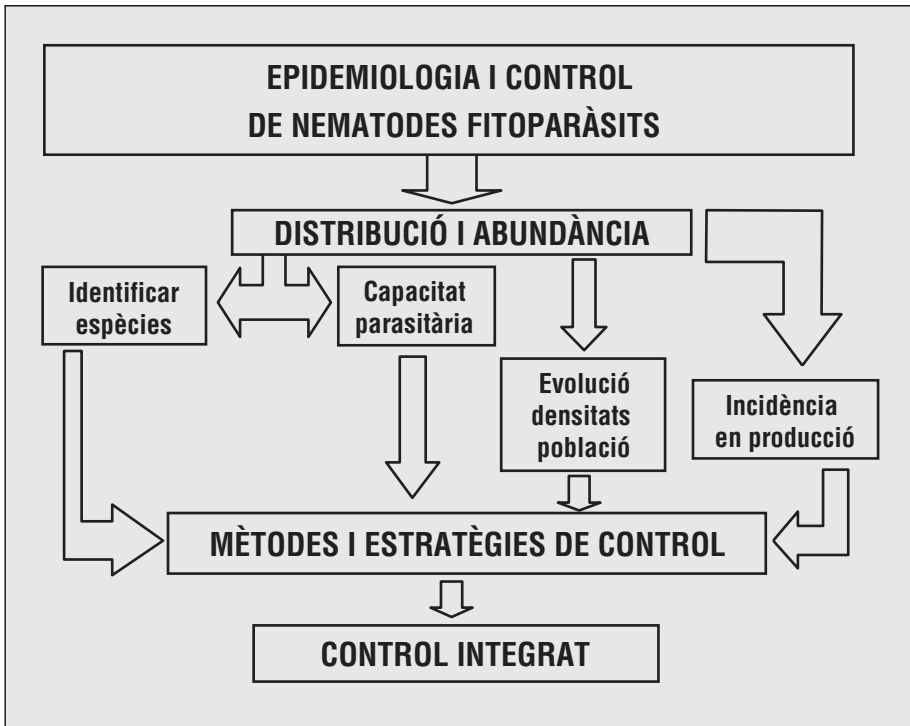 EPIDEMIOLOGIA I CONTROL
DE NEMATODES FITOPARÀSITS
DISTRIBUCIÓ I ABUNDÀNCIA
Identificar
espècies
Capacitat
parasitària
Evolució
densitats
població
Incidència
en producció
MÈTODES I ESTRATÈGIES DE CONTROL
CONTROL INTEGRAT